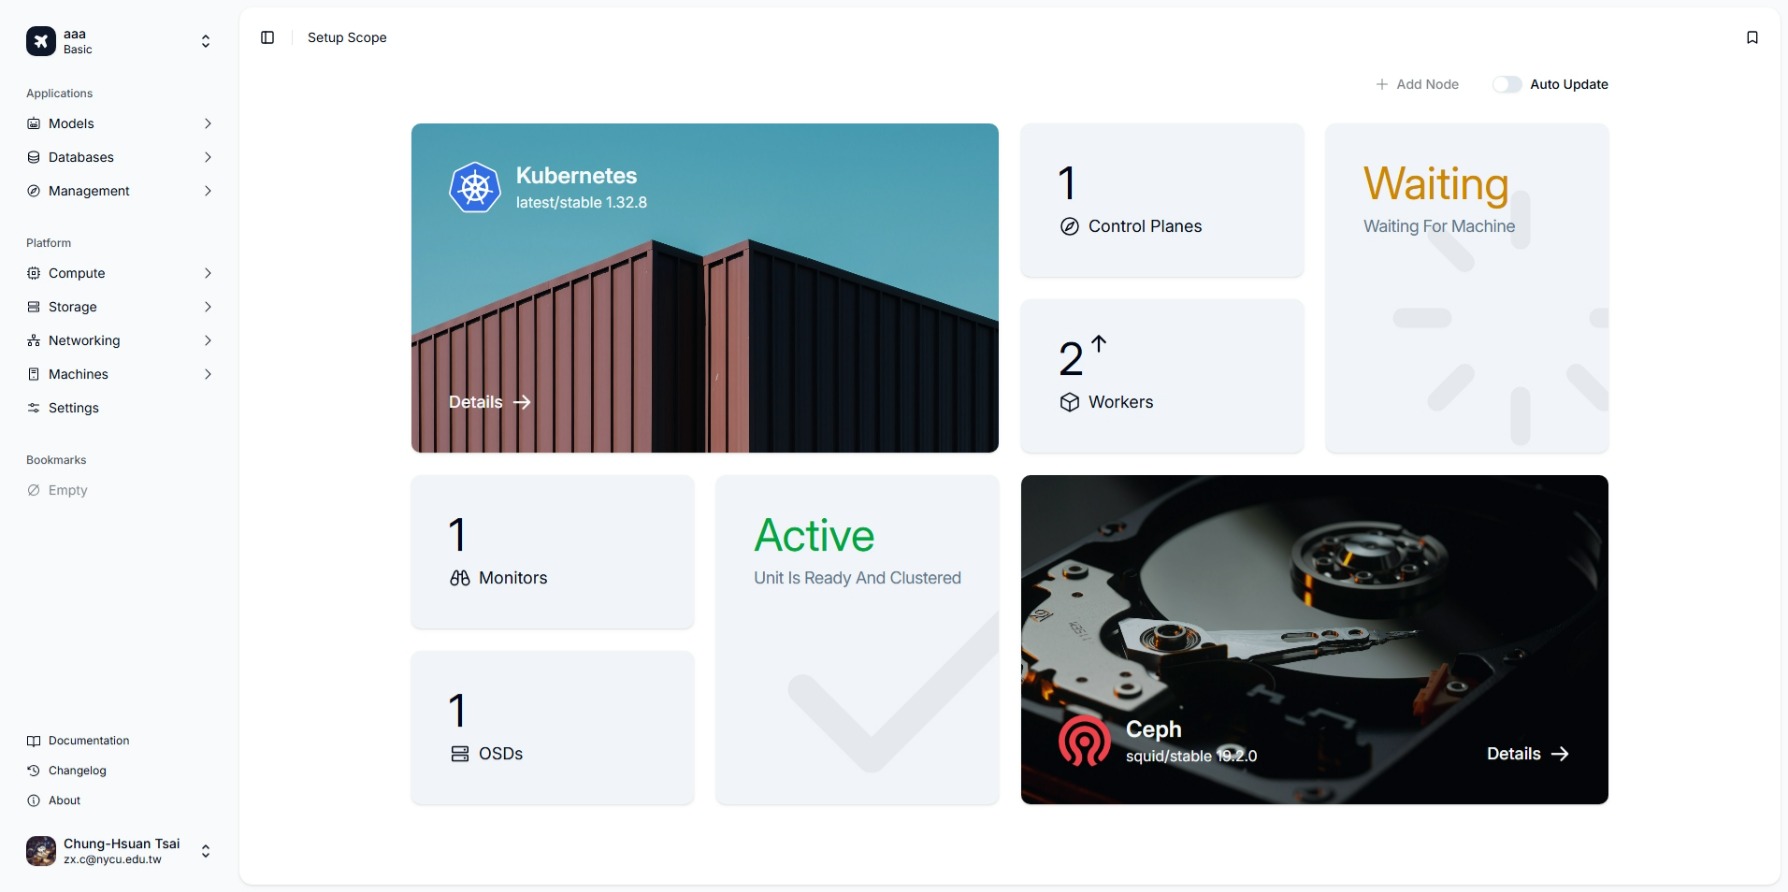 aaa
Basic
Applications
Models
Databases
Management
Platform
Compute
Storage
Networking
Machines
Settings
Bookmarks
Empty
Documentation
Changelog
About
Chung-Hsuan Tsai
zx.c@nycu.edu.tw
Setup Scope
Add Node
Auto Update
Kubernetes
latest/stable 1.32.8
Details
1
Control Planes
2
Workers
Waiting
Waiting For Machine
1
Monitors
1
OSDs
Active
Unit Is Ready And Clustered
Ceph
squid/stable 19.2.0
Details